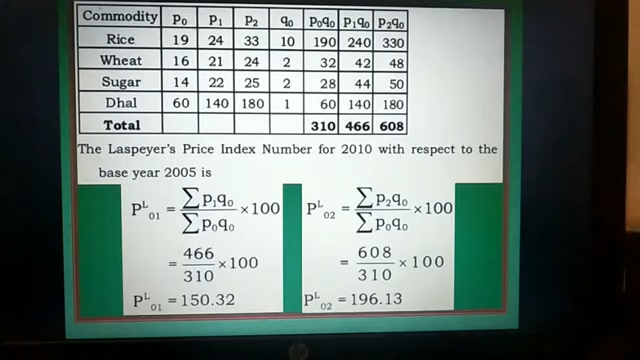 Commodity P₀ P₁ P₂ q₀ P₀q₀ P₁q₀ P₂q₀
Rice 19 24 33 10 190 240 330
Wheat 16 21 24 2 32 42 48
Sugar 14 22 25 2 28 44 50
Dhal 60 140 180 1 60 140 180
Total 310 466 608
The Laspeyer's Price Index Number for 2010 with respect to the
base year 2005 is
Pᴸ₀₁ = ∑p₁q₀ / ∑p₀q₀ × 100
= 466 / 310 × 100
Pᴸ₀₁ = 150.32
Pᴸ₀₂ = ∑p₂q₀ / ∑p₀q₀ × 100
= 608 / 310 × 100
Pᴸ₀₂ = 196.13